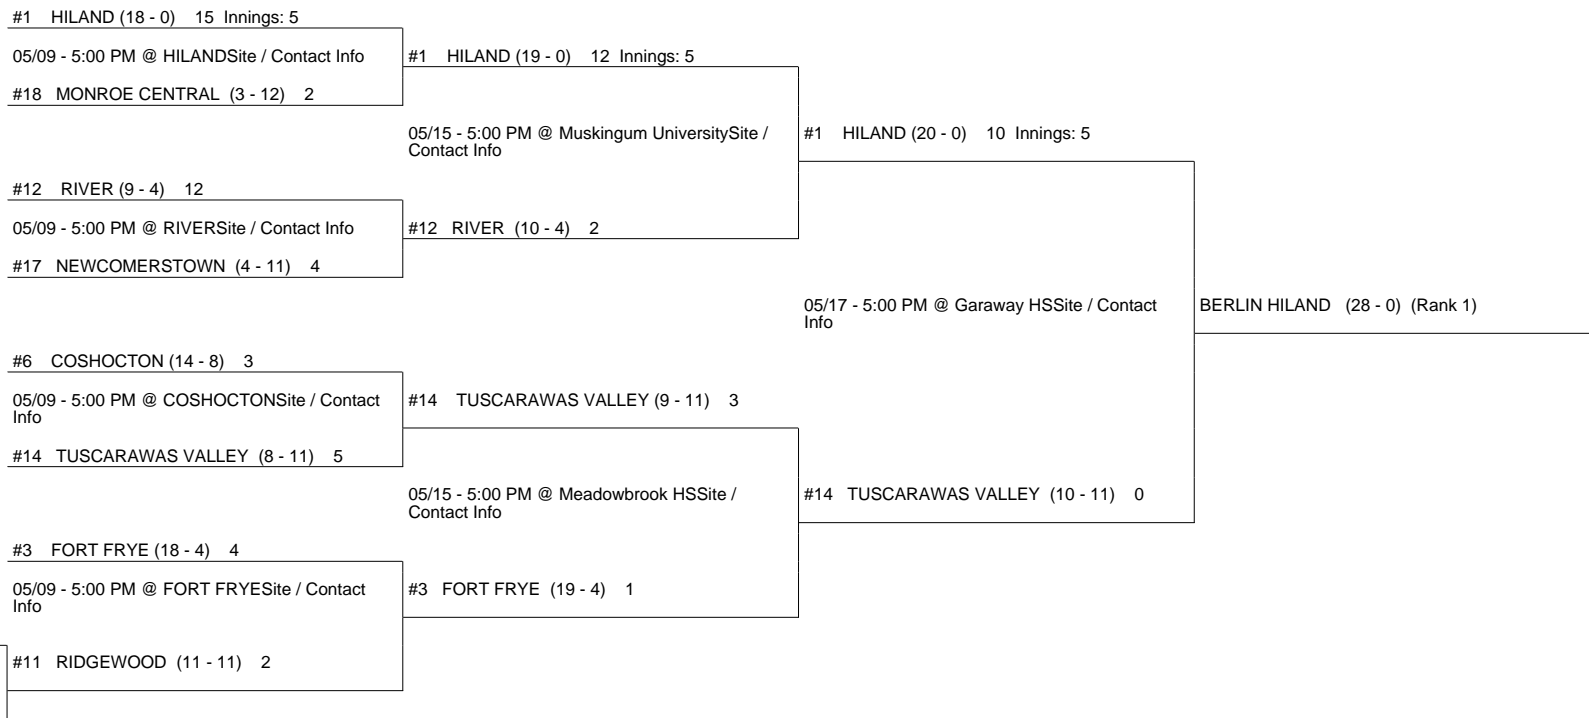 #1 HILAND (18 - 0) 15 Innings: 5
05/09 - 5:00 PM @ HILANDSite / Contact Info
#18 MONROE CENTRAL (3 - 12) 2
#12 RIVER (9 - 4) 12
05/09 - 5:00 PM @ RIVERSite / Contact Info
#17 NEWCOMERSTOWN (4 - 11) 4
#6 COSHOCTON (14 - 8) 3
05/09 - 5:00 PM @ COSHOCTONSite / Contact
Info
#14 TUSCARAWAS VALLEY (8 - 11) 5
#3 FORT FRYE (18 - 4) 4
05/09 - 5:00 PM @ FORT FRYESite / Contact
Info
#11 RIDGEWOOD (11 - 11) 2
#1 HILAND (19 - 0) 12 Innings: 5
05/15 - 5:00 PM @ Muskingum UniversitySite /
Contact Info
#12 RIVER (10 - 4) 2
#14 TUSCARAWAS VALLEY (9 - 11) 3
05/15 - 5:00 PM @ Meadowbrook HSSite /
Contact Info
#3 FORT FRYE (19 - 4) 1
#1 HILAND (20 - 0) 10 Innings: 5
05/17 - 5:00 PM @ Garaway HSSite / Contact
Info
#14 TUSCARAWAS VALLEY (10 - 11) 0
BERLIN HILAND (28 - 0) (Rank 1)